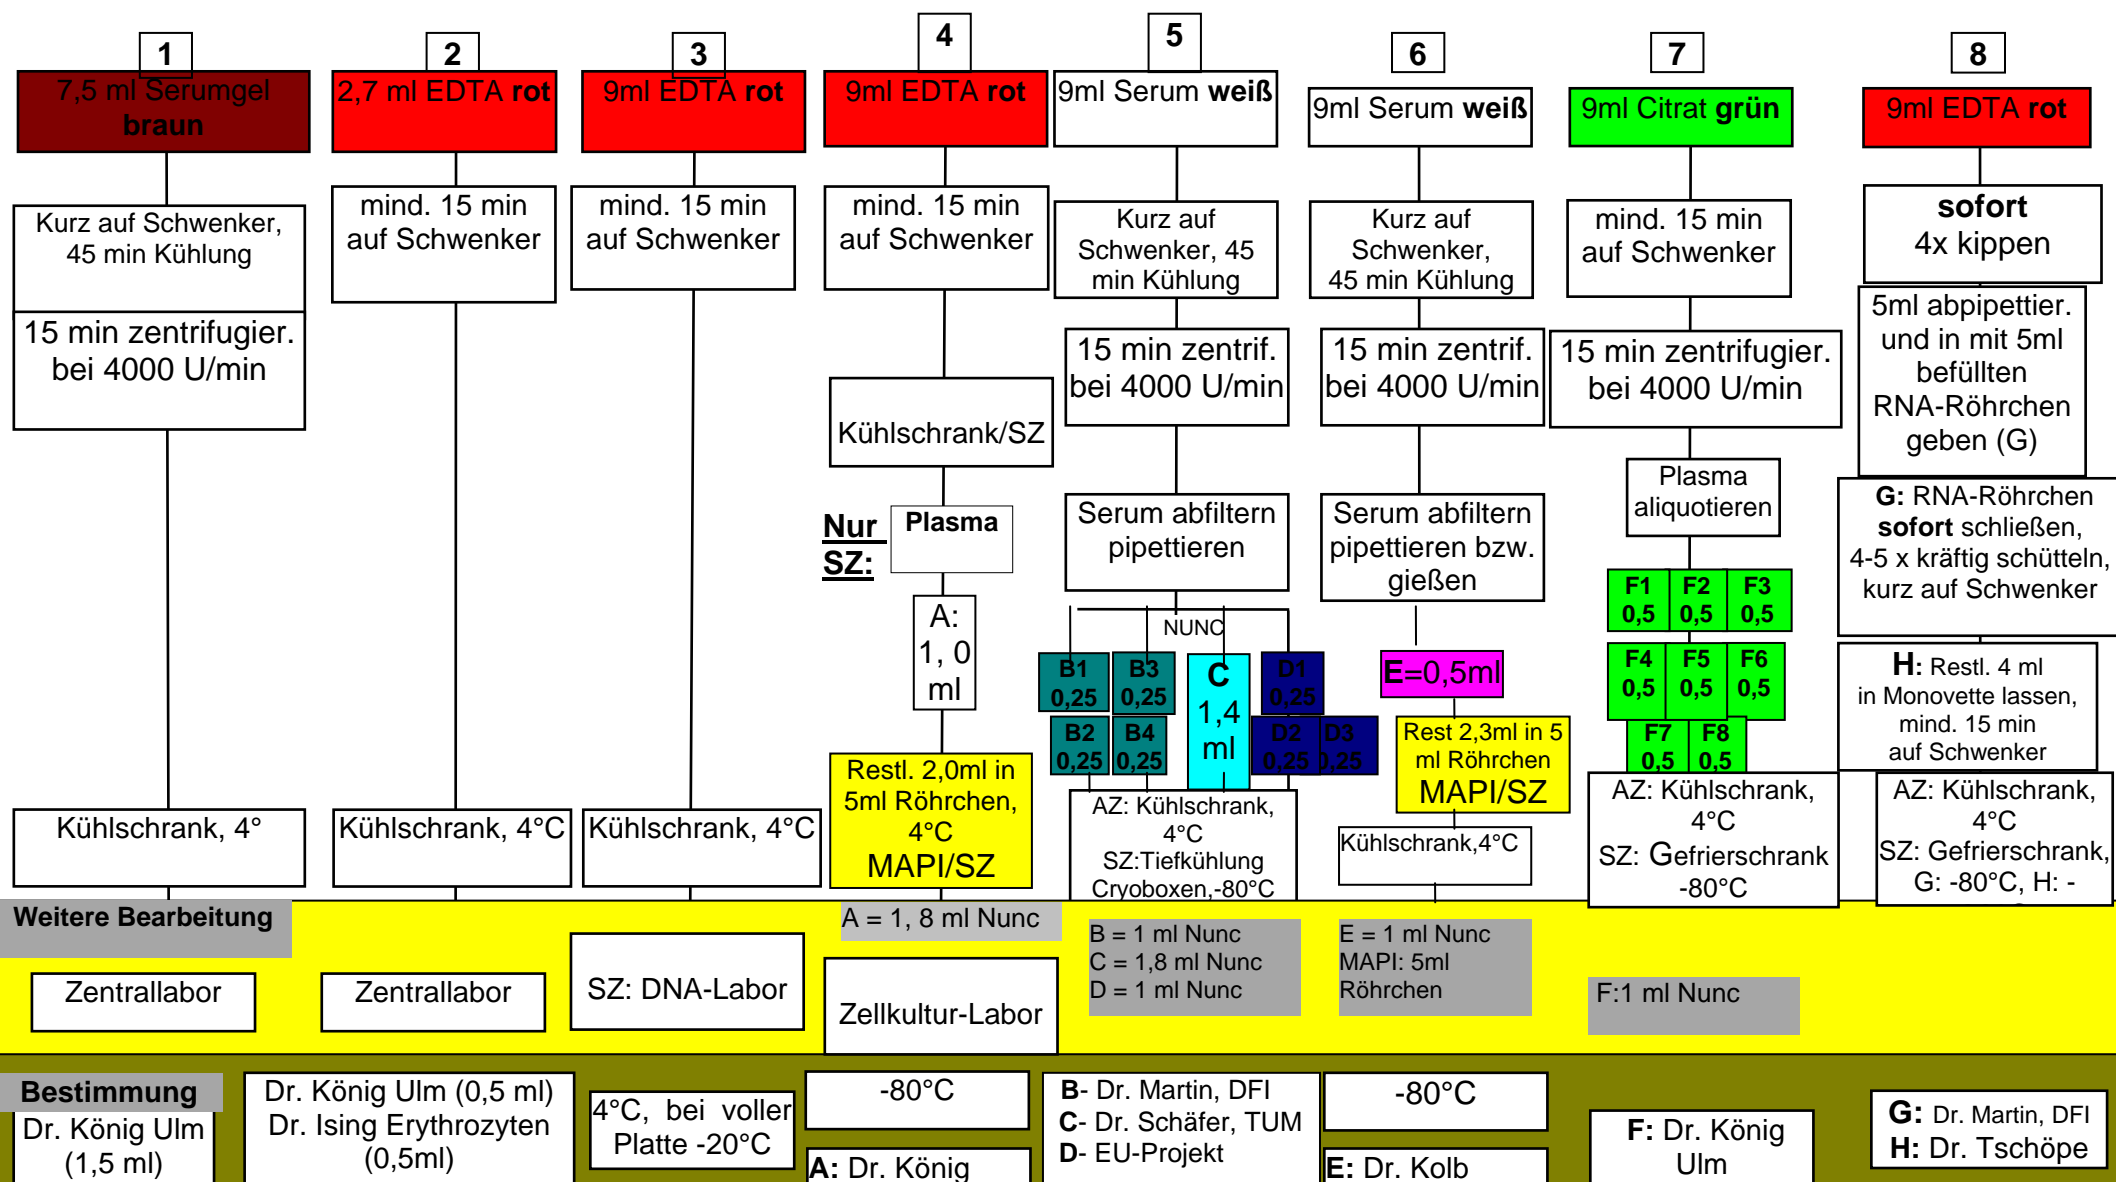 1
7,5 ml Serumgel
braun
Kurz auf Schwenker,
45 min Kühlung
15 min zentrifugier.
bei 4000 U/min
Kühlschrank, 4°
2
2,7 ml EDTA rot
mind. 15 min
auf Schwenker
Kühlschrank, 4°C
3
9ml EDTA rot
mind. 15 min
auf Schwenker
Kühlschrank, 4°C
4
9ml EDTA rot
mind. 15 min
auf Schwenker
Kühlschrank/SZ
Nur
SZ:
Plasma
A:
1, 0
ml
Restl. 2,0ml in
5ml Röhrchen,
4°C
MAPI/SZ
5
9ml Serum weiß
Kurz auf
Schwenker, 45
min Kühlung
15 min zentrif.
bei 4000 U/min
Serum abfiltern
pipettieren
NUNC
B1
0,25
B3
0,25
B2
0,25
B4
0,25
C
1,4
ml
D1
0,25
D2
0,25
D3
0,25
AZ: Kühlschrank,
4°C
SZ:Tiefkühlung
Cryoboxen,-80°C
6
9ml Serum weiß
Kurz auf
Schwenker,
45 min Kühlung
15 min zentrif.
bei 4000 U/min
Serum abfiltern
pipettieren bzw.
gießen
E=0,5ml
Rest 2,3ml in 5
ml Röhrchen
MAPI/SZ
Kühlschrank,4°C
7
9ml Citrat grün
mind. 15 min
auf Schwenker
15 min zentrifugier.
bei 4000 U/min
Plasma
aliquotieren
F1 F2 F3
0,5 0,5 0,5
F4 F5 F6
0,5 0,5 0,5
F7 F8
0,5 0,5
AZ: Kühlschrank,
4°C
SZ: Gefrierschrank
-80°C
8
9ml EDTA rot
sofort
4x kippen
5ml abpipettier.
und in mit 5ml
befüllten
RNA-Röhrchen
geben (G)
G: RNA-Röhrchen
sofort schließen,
4-5 x kräftig schütteln,
kurz auf Schwenker
H: Restl. 4 ml
in Monovette lassen,
mind. 15 min
auf Schwenker
AZ: Kühlschrank,
4°C
SZ: Gefrierschrank,
G: -80°C, H: -
Weitere Bearbeitung
Zentrallabor
Zentrallabor
SZ: DNA-Labor
A = 1, 8 ml Nunc
Zellkultur-Labor
B = 1 ml Nunc
C = 1,8 ml Nunc
D = 1 ml Nunc
E = 1 ml Nunc
MAPI: 5ml
Röhrchen
F:1 ml Nunc
Bestimmung
Dr. König Ulm
(1,5 ml)
Dr. König Ulm (0,5 ml)
Dr. Ising Erythrozyten
(0,5ml)
4°C, bei voller
Platte -20°C
-80°C
A: Dr. König
B- Dr. Martin, DFI
C- Dr. Schäfer, TUM
D- EU-Projekt
-80°C
E: Dr. Kolb
F: Dr. König
Ulm
G: Dr. Martin, DFI
H: Dr. Tschöpe